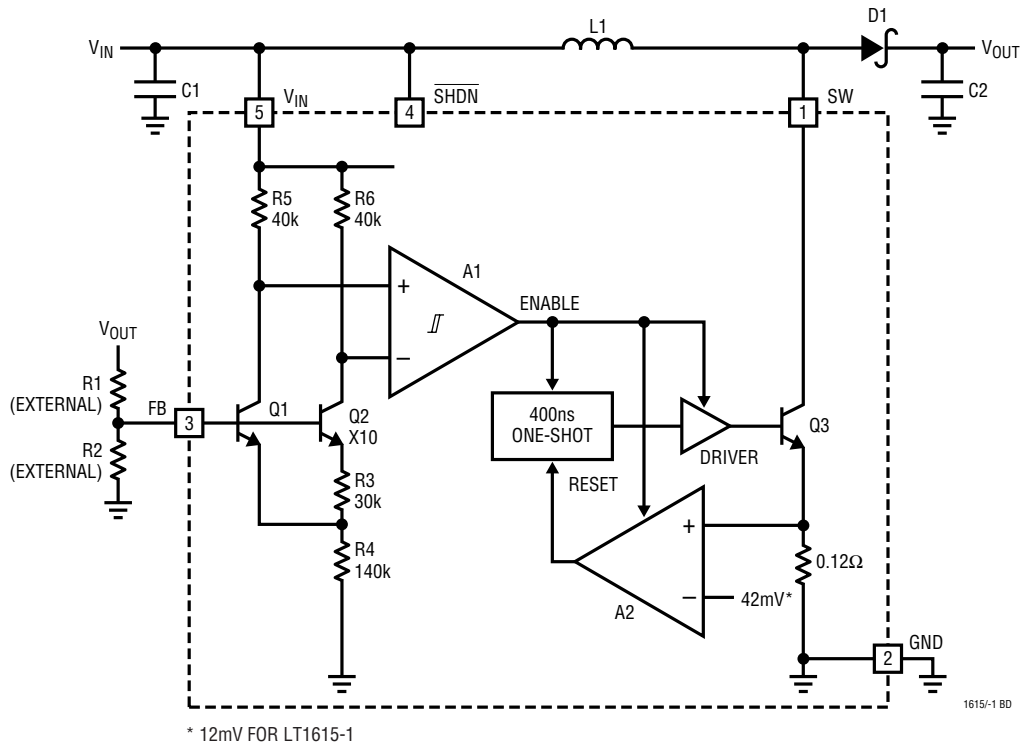 L1
D1
VIN
VOUT
C1
VIN
SHDN
SW
C2
5
4
1
R5
40k
R6
40k
A1
+
ENABLE
VOUT
−
R1
(EXTERNAL)
FB
3
Q1
Q2
X10
400ns
ONE-SHOT
Q3
DRIVER
R2
(EXTERNAL)
RESET
R3
30k
+
R4
140k
0.12Ω
−
42mV*
A2
2
GND
1615/-1 BD
* 12mV FOR LT1615-1